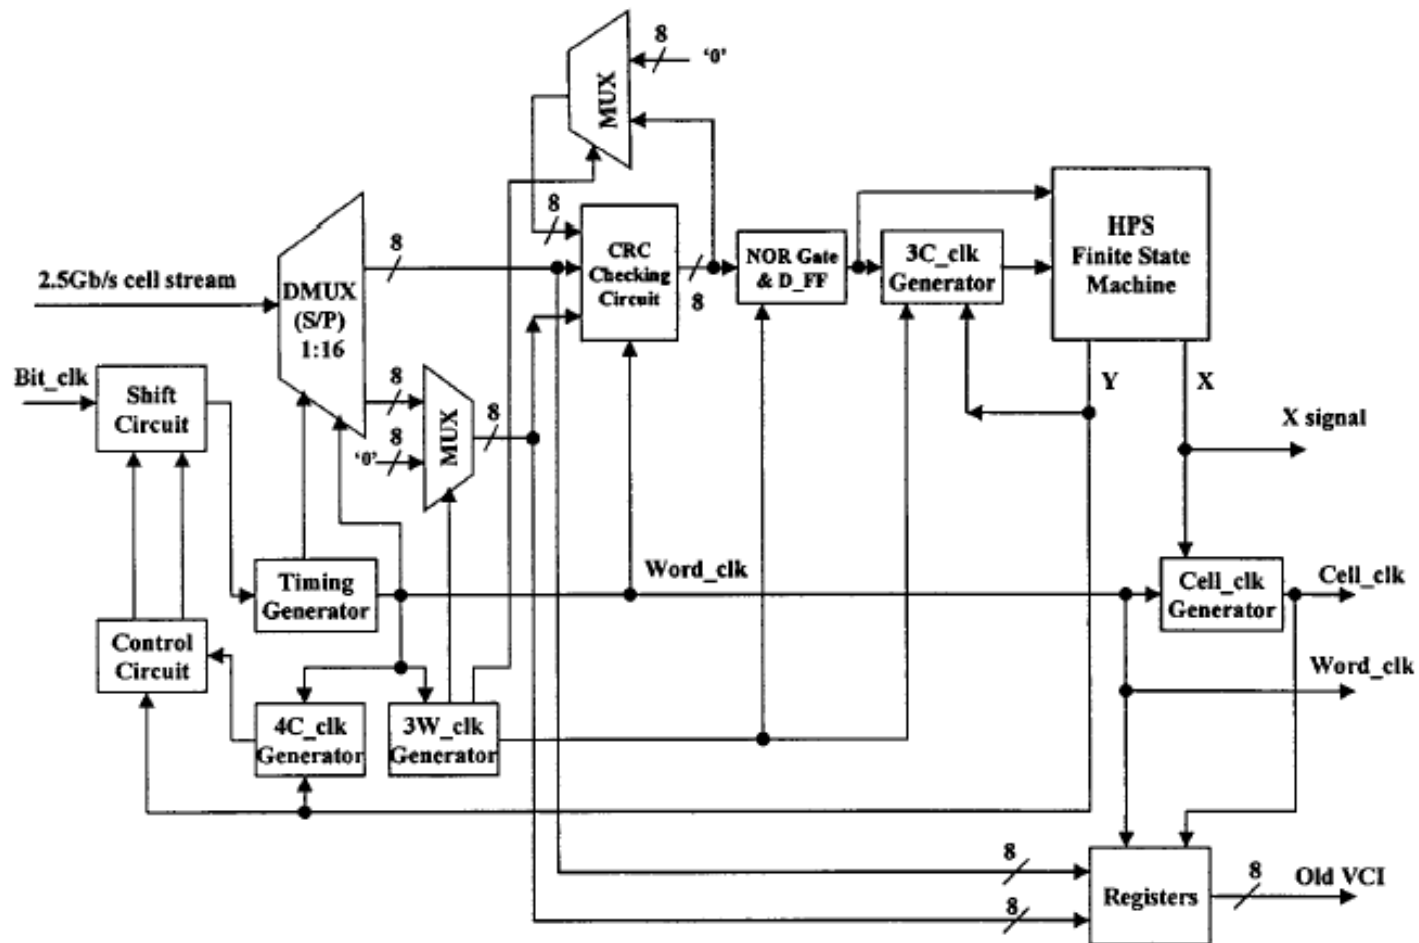 8
'0'
MUX
8
CRC
Checking
Circuit
8
NOR Gate
& D_FF
3C_clk
Generator
HPS
Finite State
Machine
2.5Gb/s cell stream
DMUX
(S/P)
1:16
8
Bit_clk
Shift
Circuit
8
8
'0'
MUX
8
Y
X
X signal
Timing
Generator
Word_clk
Cell_clk
Generator
Cell_clk
Control
Circuit
Word_clk
4C_clk
Generator
3W_clk
Generator
8
8
Registers
8
Old VCI